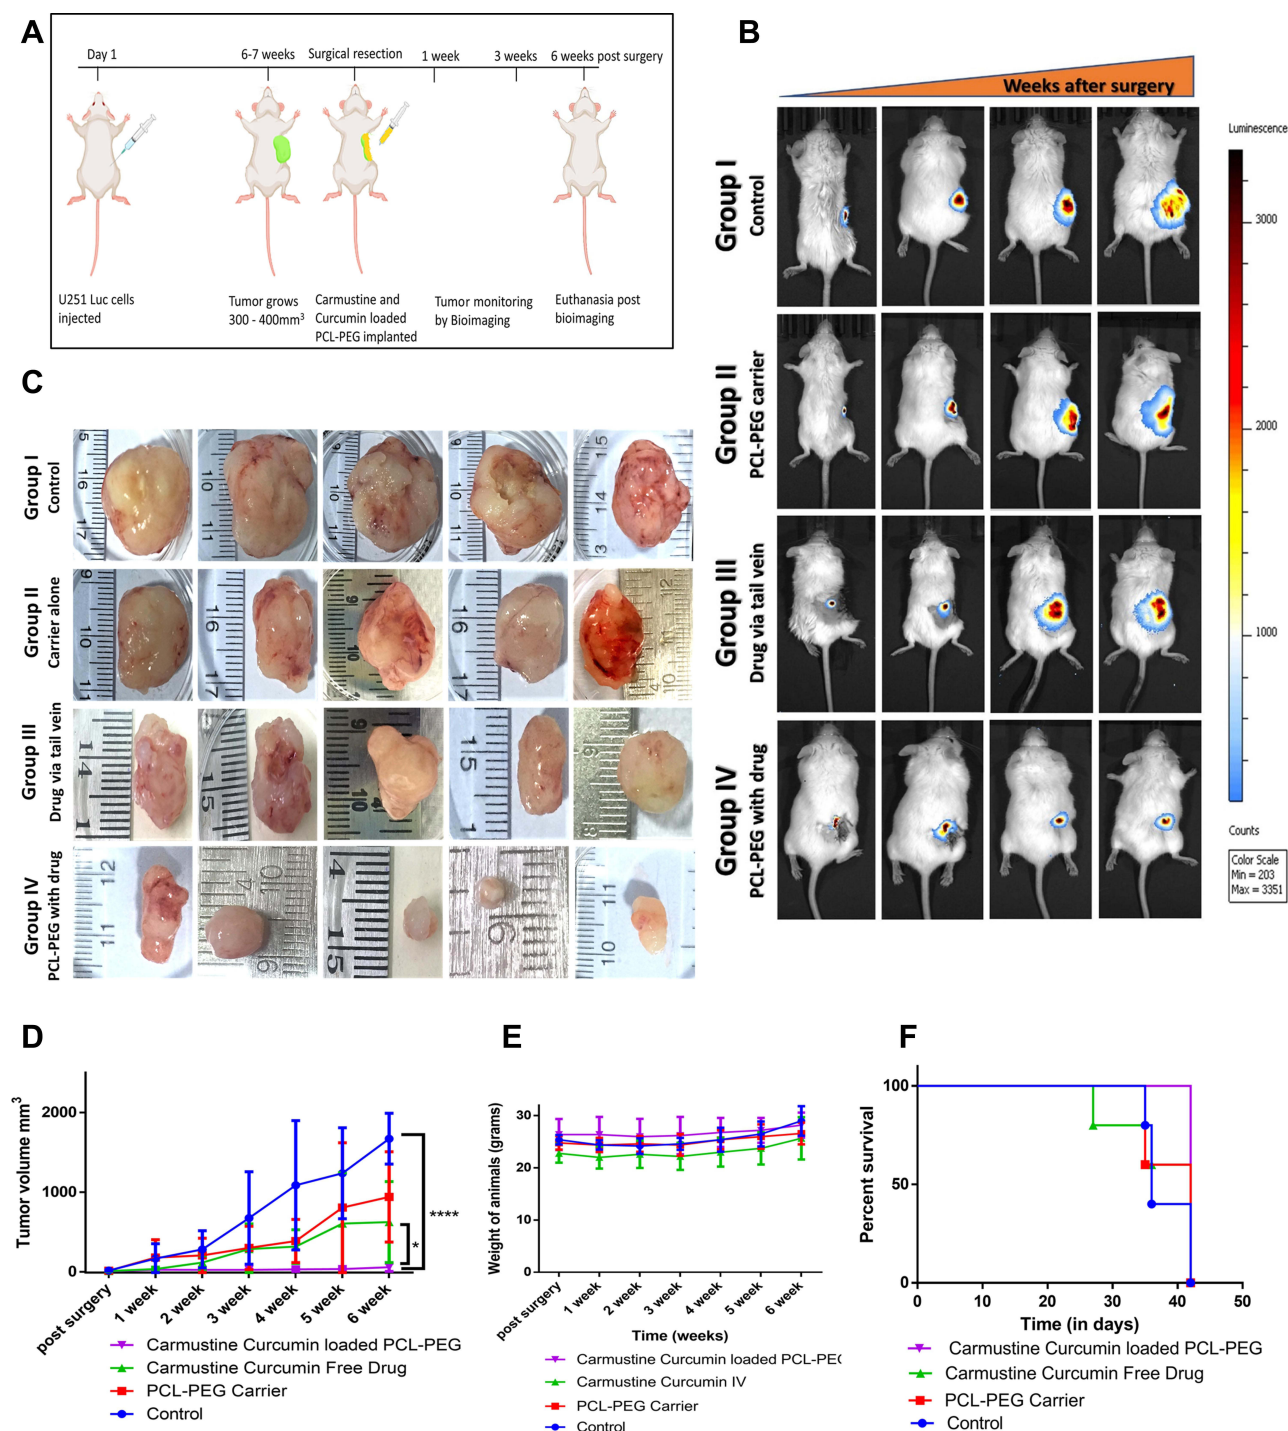 A
Day 1
6-7 weeks
Surgical resection
1 week
3 weeks
6 weeks post surgery
U251 Luc cells
injected
Tumor grows
300 - 400mm³
Carmustine and
Curcumin loaded
PCL-PEG implanted
Tumor monitoring
by Bioimaging
Euthanasia post
bioimaging
B
Weeks after surgery
Group I
Control
Group II
PCL-PEG carrier
Group III
Drug via tail vein
Group IV
PCL-PEG with drug
Luminescence
3000
2000
1000
Counts
Color Scale
Min = 203
Max = 3351
C
Group I
Control
Group II
Carrier alone
Group III
Drug via tail vein
Group IV
PCL-PEG with drug
D
Tumor volume mm³
2000
1000
0
****
*
post surgery
1 week
2 week
3 week
4 week
5 week
6 week
Carmustine Curcumin loaded PCL-PEG
Carmustine Curcumin Free Drug
PCL-PEG Carrier
Control
E
Weight of animals (grams)
30
20
10
0
post surgery
1 week
2 week
3 week
4 week
5 week
6 week
Time (weeks)
Carmustine Curcumin loaded PCL-PEC
Carmustine Curcumin IV
PCL-PEG Carrier
Control
F
Percent survival
100
50
0
0
10
20
30
40
50
Time (in days)
Carmustine Curcumin loaded PCL-PEG
Carmustine Curcumin Free Drug
PCL-PEG Carrier
Control